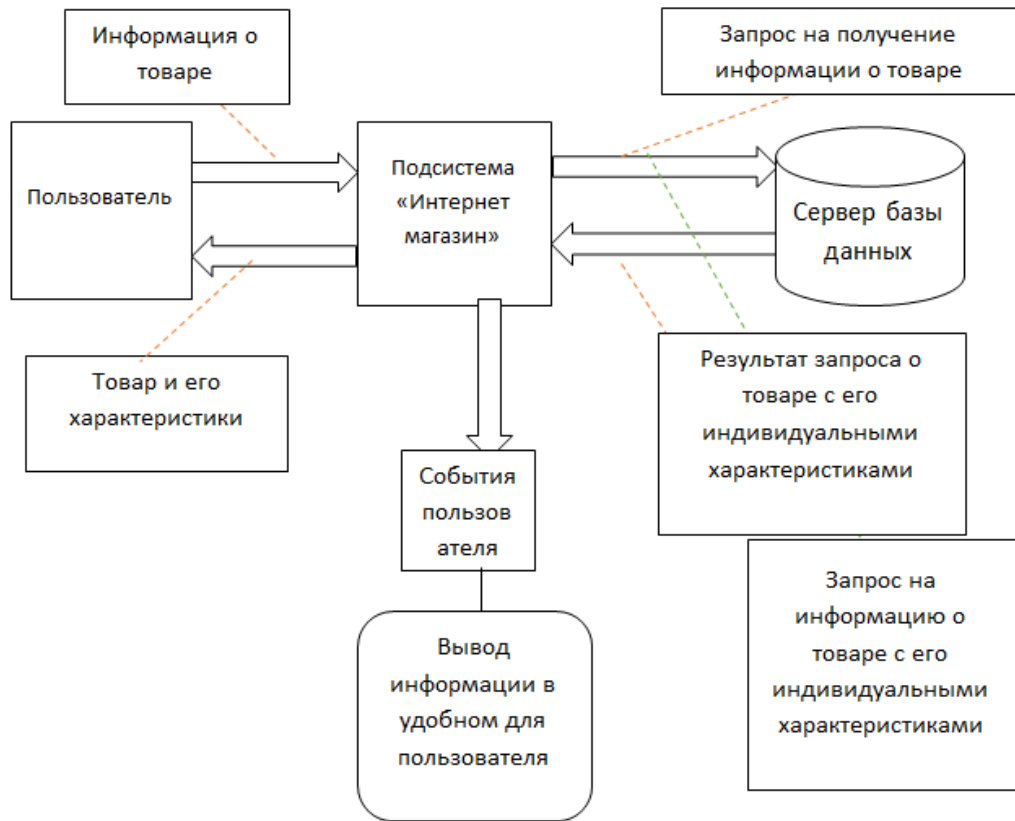 Информация о
товаре
Запрос на получение
информации о товаре
Пользователь
Подсистема
«Интернет
магазин»
Сервер базы
данных
Товар и его
характеристики
Результат запроса о
товаре с его
индивидуальными
характеристиками
События
пользов
ателя
Запрос на
информацию о
товаре с его
индивидуальными
характеристиками
Вывод
информации в
удобном для
пользователя